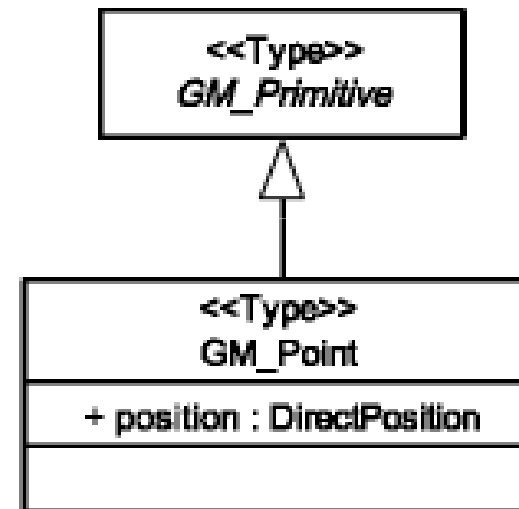 <<Type>>
GM_Primitive
<<Type>>
GM_Point
+ position : DirectPosition